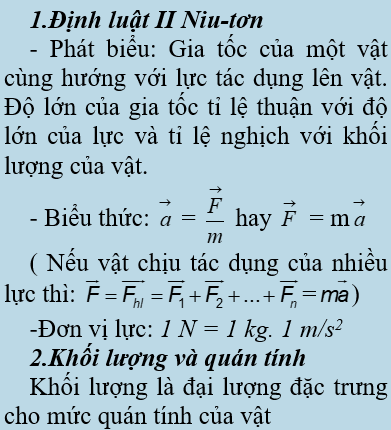 1.Định luật II Niu-tơn
- Phát biểu: Gia tốc của một vật
cùng hướng với lực tác dụng lên vật.
Độ lớn của gia tốc tỉ lệ thuận với độ
lớn của lực và tỉ lệ nghịch với khối
lượng của vật.
- Biểu thức: $\vec{a} = \frac{\vec{F}}{m}$ hay $\vec{F}$ = m$\vec{a}$
( Nếu vật chịu tác dụng của nhiều
lực thì: $\vec{F} = \vec{F_{hl}} = \vec{F_1} + \vec{F_2} + ... + \vec{F_n} = m\vec{a}$)
-Đơn vị lực: 1 N = 1 kg. 1 m/s²
2.Khối lượng và quán tính
Khối lượng là đại lượng đặc trưng
cho mức quán tính của vật